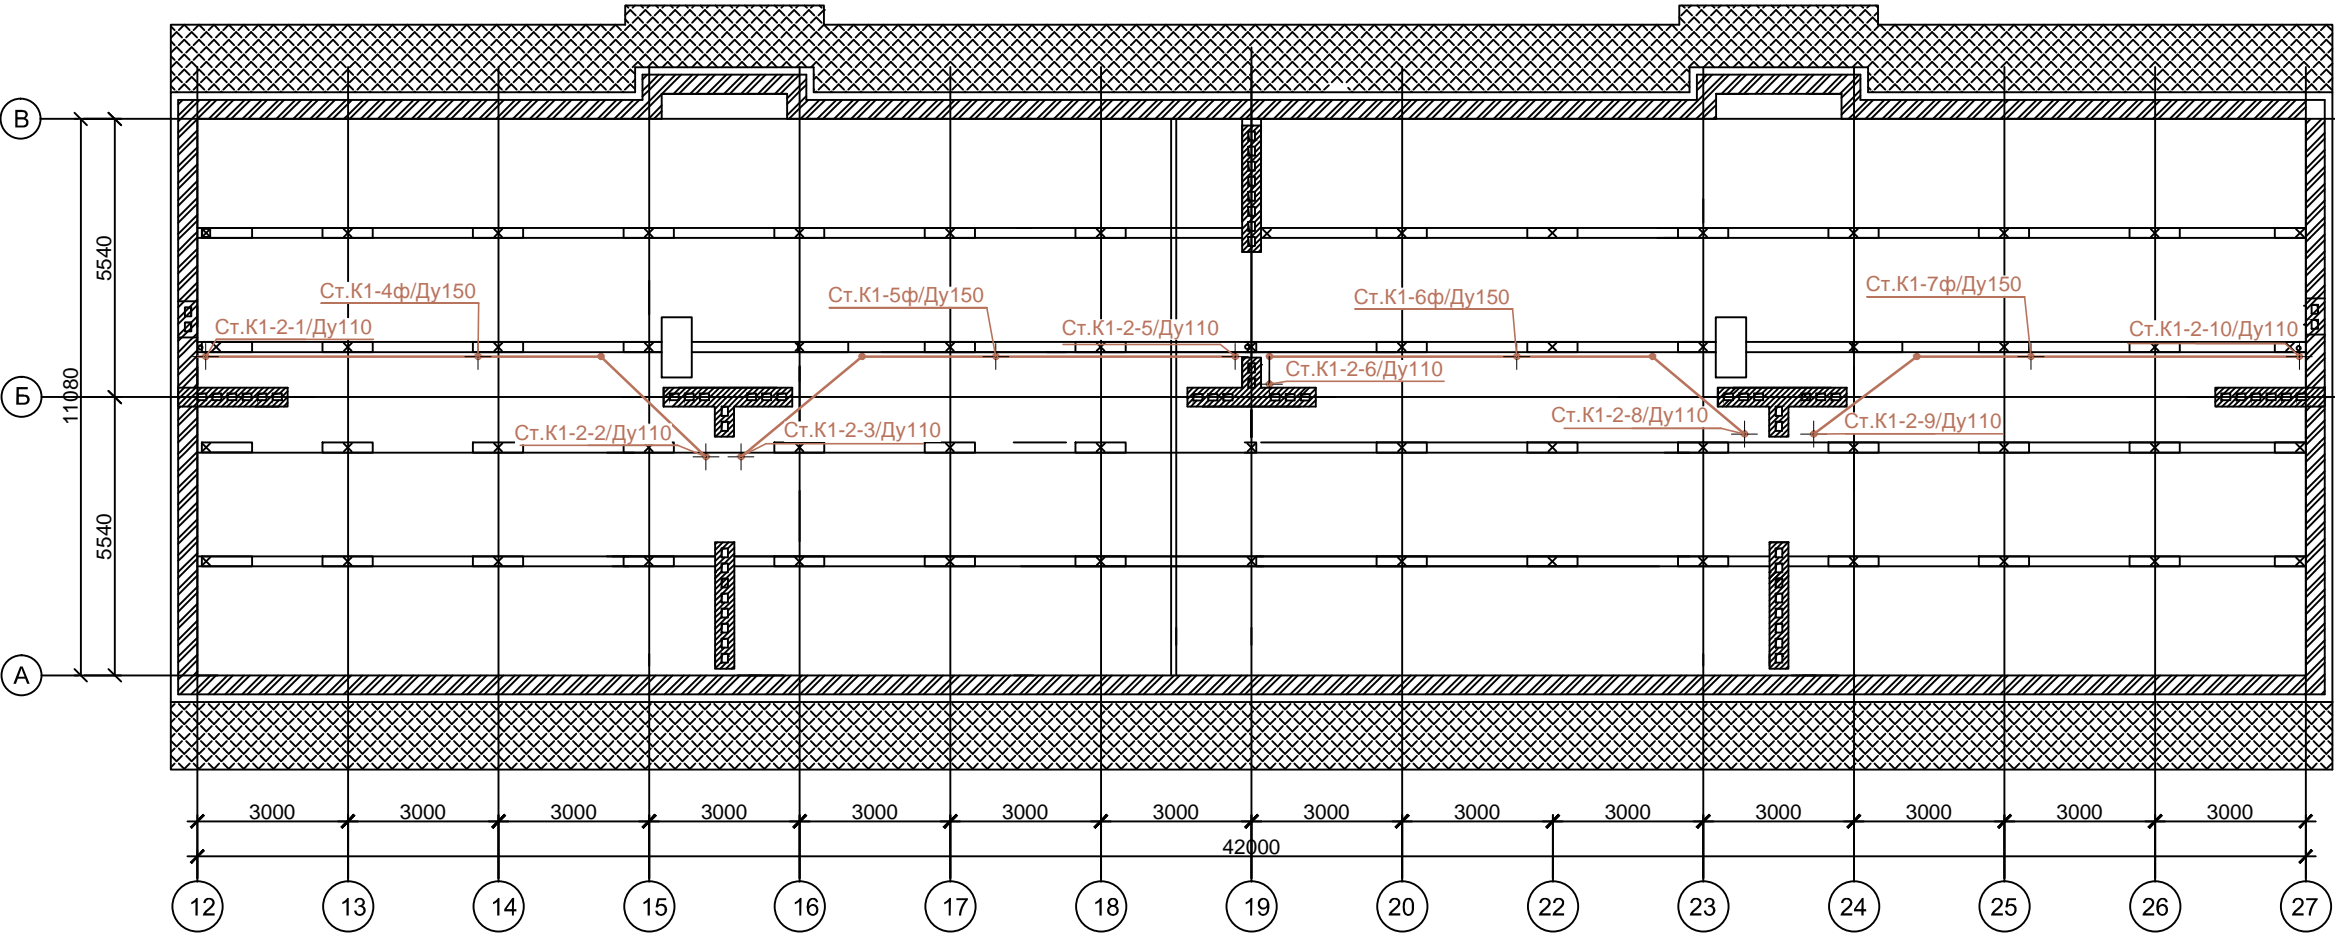 В
Б
А
5540
5540
11080
Ст.К1-4ф/Ду150
Ст.К1-5ф/Ду150
Ст.К1-6ф/Ду150
Ст.К1-7ф/Ду150
Ст.К1-2-1/Ду110
Ст.К1-2-5/Ду110
Ст.К1-2-10/Ду110
Ст.К1-2-6/Ду110
Ст.К1-2-2/Ду110
Ст.К1-2-3/Ду110
Ст.К1-2-8/Ду110
Ст.К1-2-9/Ду110
3000 3000 3000 3000 3000 3000 3000 3000 3000 3000 3000 3000 3000 3000
42000
12 13 14 15 16 17 18 19 20 22 23 24 25 26 27